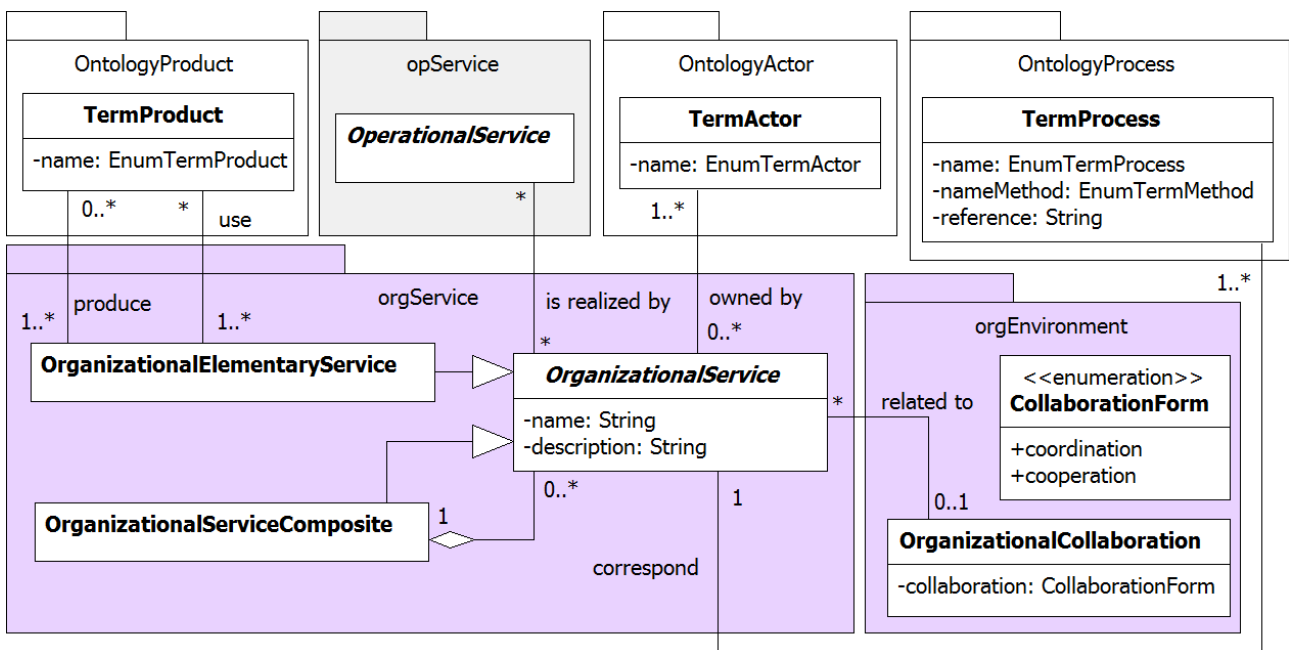 OntologyProduct
TermProduct
-name: EnumTermProduct
0..*
*
use
opService
OperationalService
*
OntologyActor
TermActor
-name: EnumTermActor
1..*
OntologyProcess
TermProcess
-name: EnumTermProcess
-nameMethod: EnumTermMethod
-reference: String
1..*
orgService
produce
1..*
1..*
is realized by
*
owned by
0..*
OrganizationalElementaryService
OrganizationalService
-name: String
-description: String
*
related to
0..*
1
OrganizationalServiceComposite
1
correspond
orgEnvironment
<<enumeration>>
CollaborationForm
+coordination
+cooperation
0..1
OrganizationalCollaboration
-collaboration: CollaborationForm